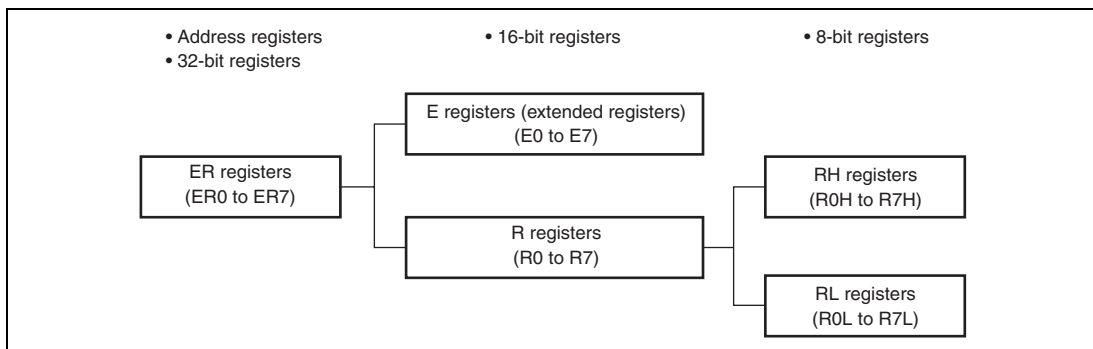 • Address registers
• 32-bit registers
• 16-bit registers
• 8-bit registers
E registers (extended registers)
(E0 to E7)
ER registers
(ER0 to ER7)
RH registers
(R0H to R7H)
R registers
(R0 to R7)
RL registers
(R0L to R7L)